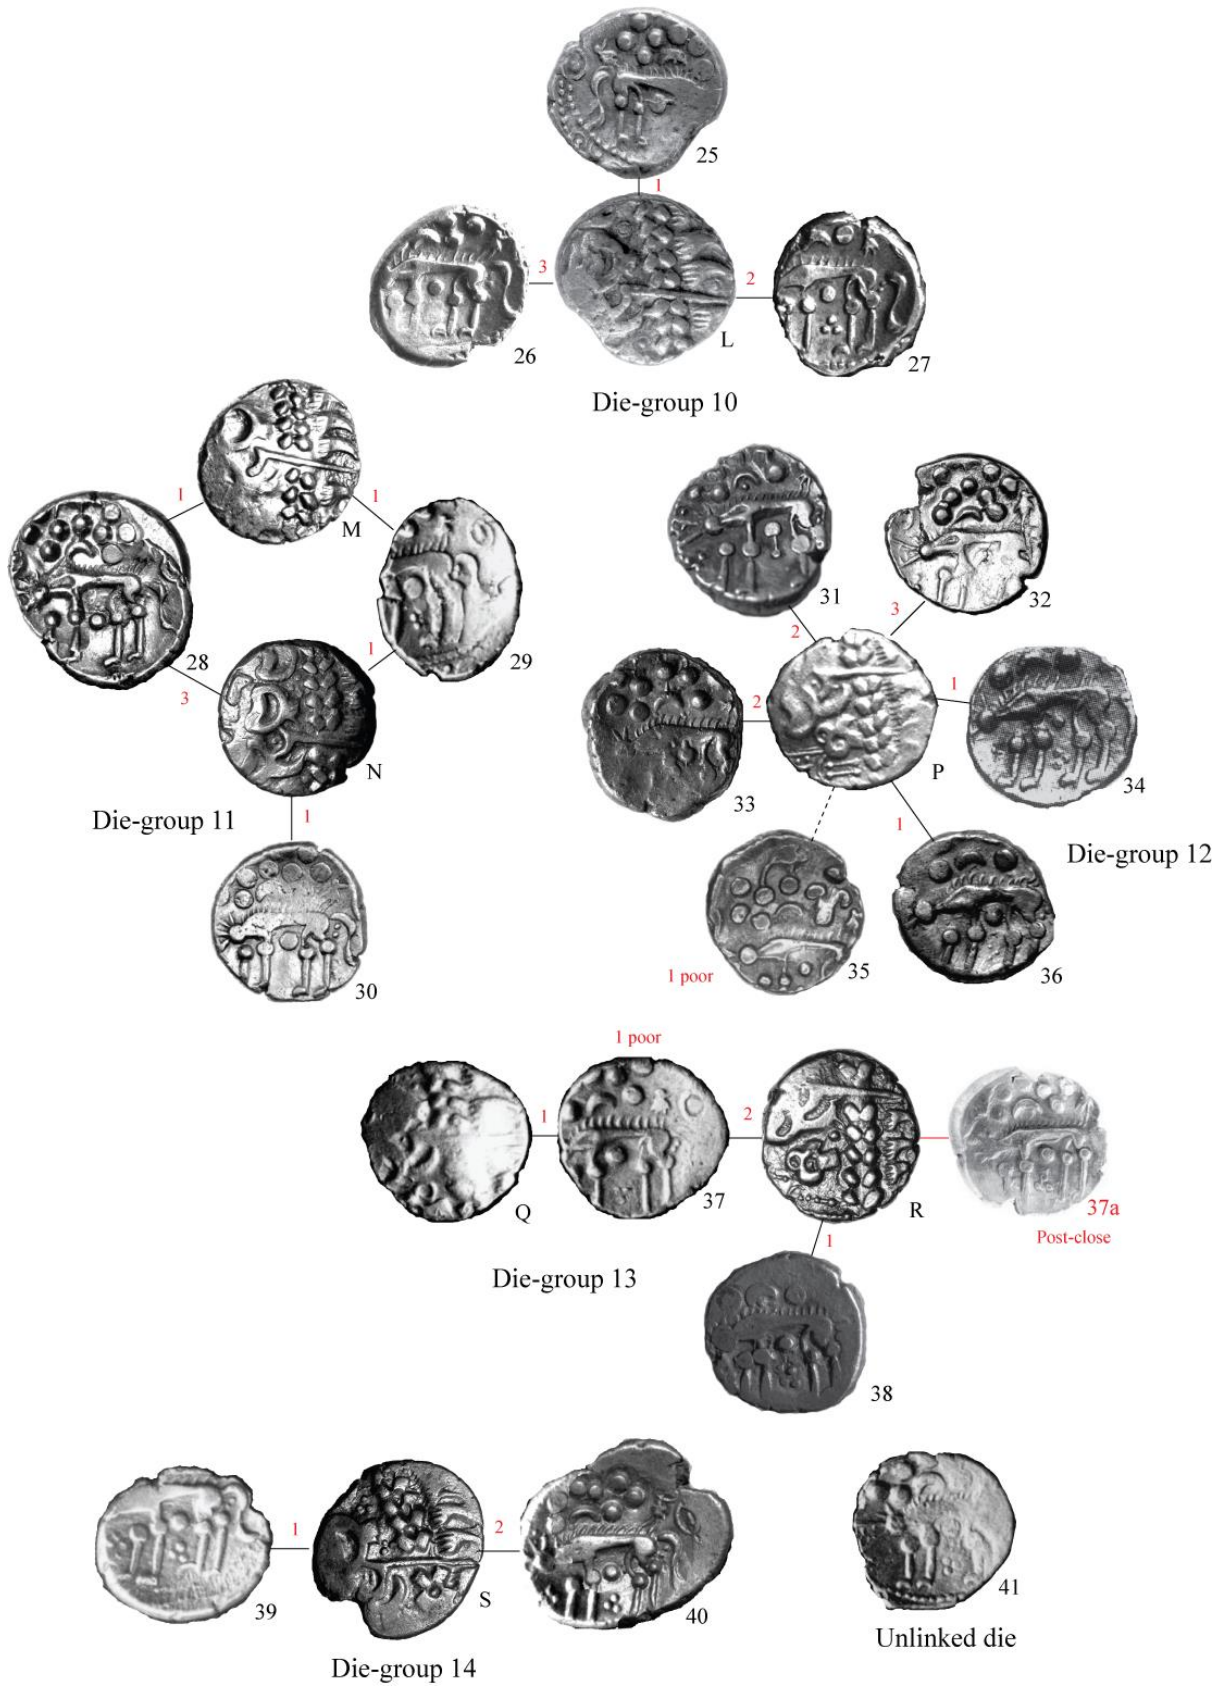 25
1
3
2
L
26
27
Die-group 10
1
1
M
31
32
2
3
28
1
29
3
2
1
N
33
P
34
Die-group 11
1
1
Die-group 12
30
1 poor
35
36
1 poor
1
2
Q
37
R
37a
Post-close
1
Die-group 13
38
1
2
39
S
40
41
Unlinked die
Die-group 14